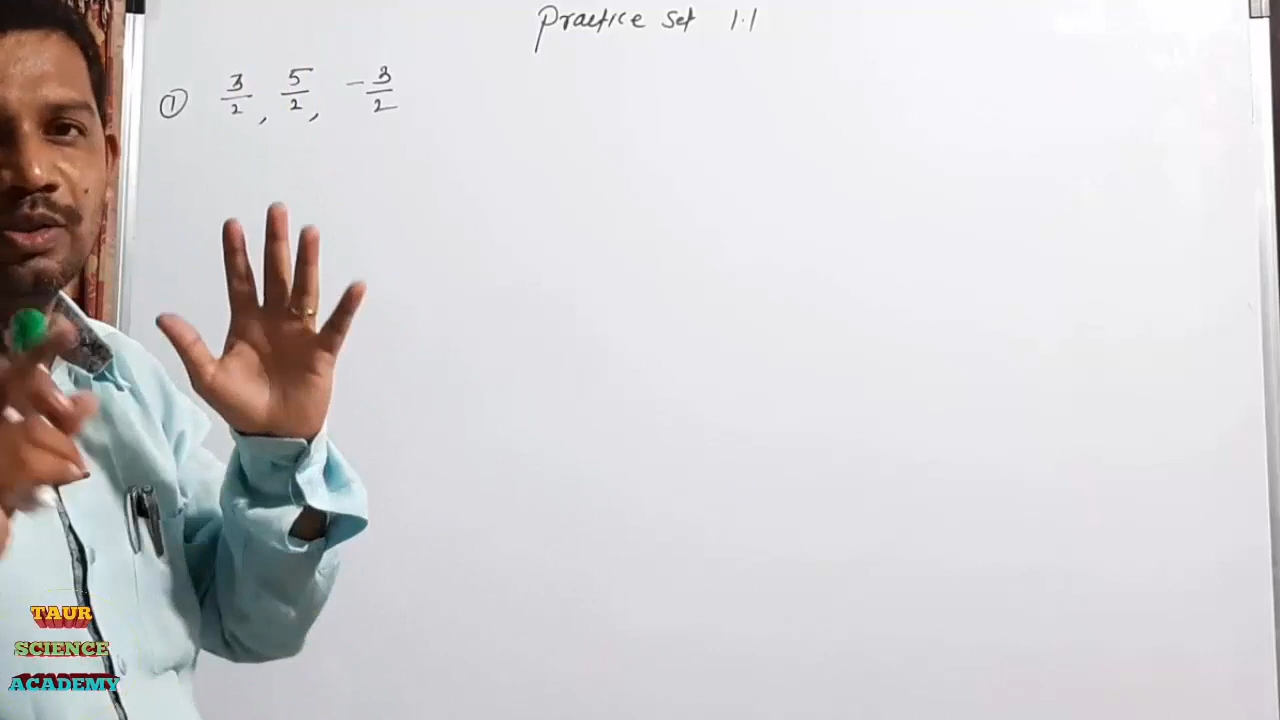 Practice Set 1.1
① 3/2, 5/2, -3/2
TAUR
SCIENCE
ACADEMY